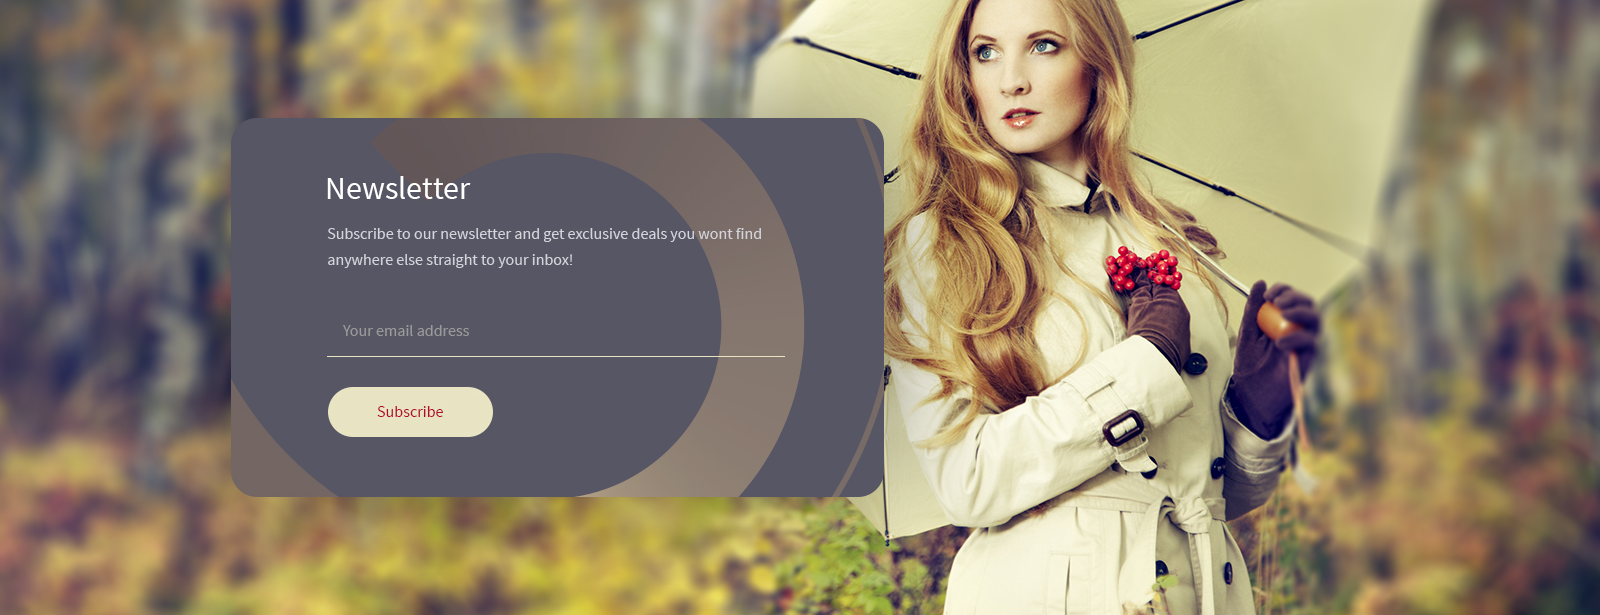 Newsletter
Subscribe to our newsletter and get exclusive deals you wont find
anywhere else straight to your inbox!
Your email address
Subscribe